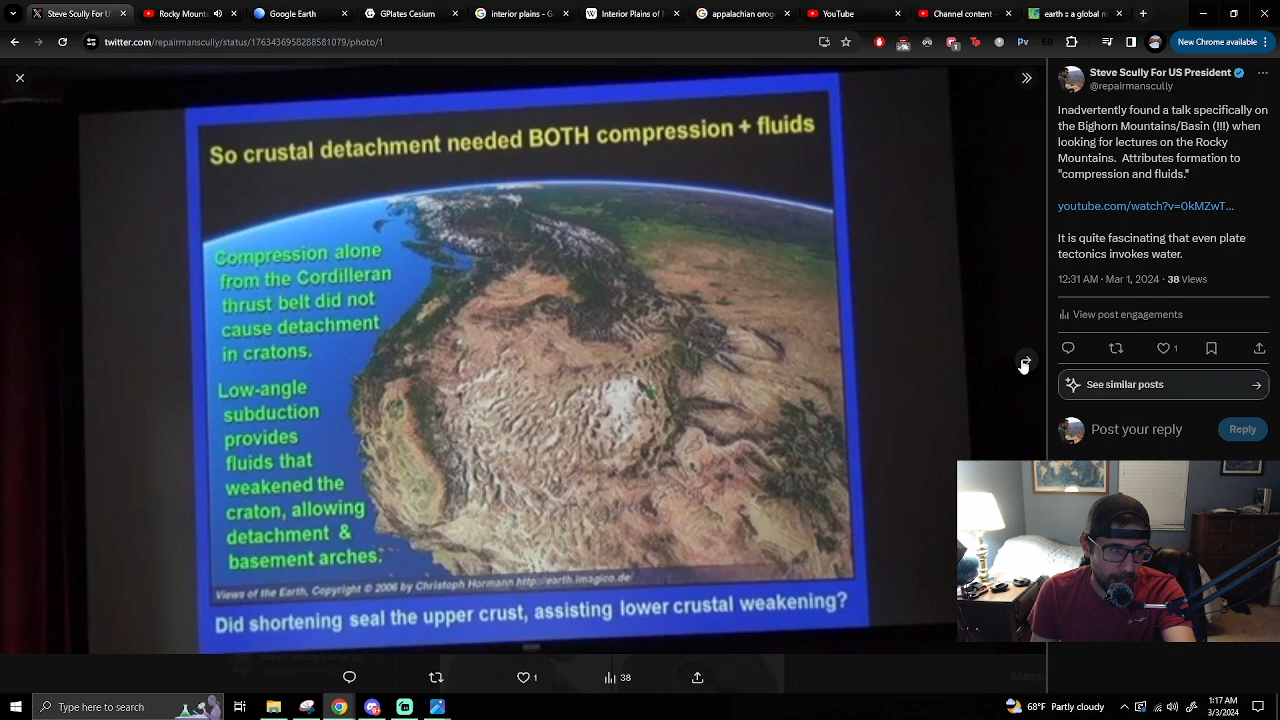 Steve Scully For U
Rocky Mount
Google Earth
GPlates Cesium
interior plains - G
Interior Plains of N
appalachian orog
YouTube
Channel content -
earth :: a global m
twitter.com/repairmanscully/status/1763436958288581079/photo/1
New Chrome available
So crustal detachment needed BOTH compression + fluids
Compression alone
from the Cordilleran
thrust belt did not
cause detachment
in cratons.
Low-angle
subduction
provides
fluids that
weakened the
craton, allowing
detachment &
basement arches.
Views of the Earth, Copyright © 2006 by Christoph Hormann http://earth.imagico.de/
Did shortening seal the upper crust, assisting lower crustal weakening?
1
38
Steve Scully For US President
@repairmanscully
Inadvertently found a talk specifically on
the Bighorn Mountains/Basin (!!!) when
looking for lectures on the Rocky
Mountains. Attributes formation to
"compression and fluids."
youtube.com/watch?v=0kMZwT...
It is quite fascinating that even plate
tectonics invokes water.
12:31 AM · Mar 1, 2024 · 38 Views
View post engagements
1
See similar posts
Post your reply
Reply
Mess
Type here to search
68°F Partly cloudy
1:17 AM
3/3/2024